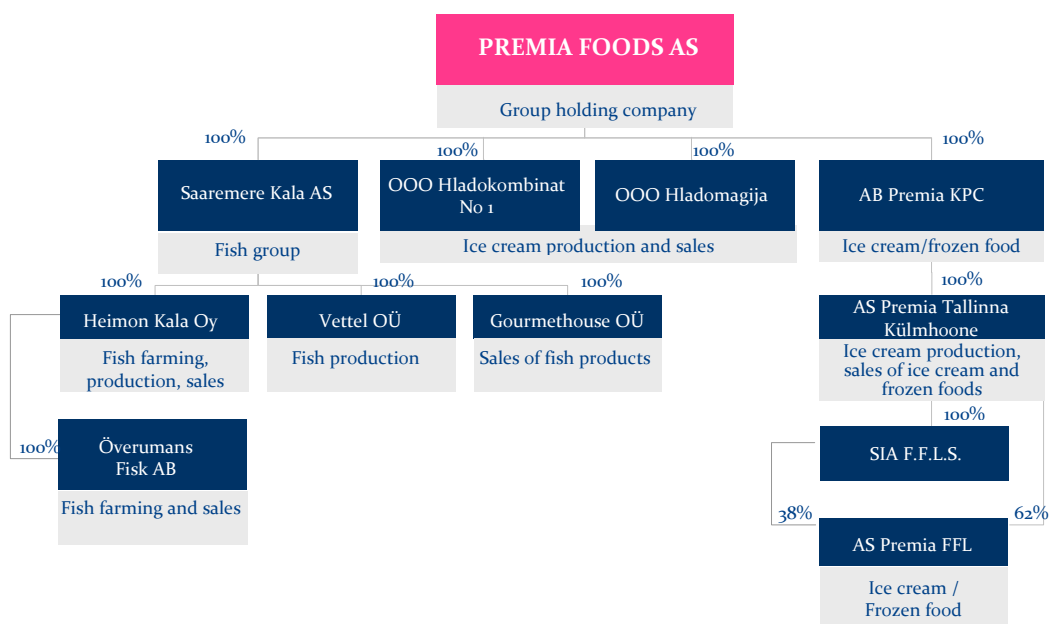 PREMIA FOODS AS
Group holding company
100%
100%
100%
100%
Saaremere Kala AS
OOO Hladokombinat
No 1
OOO Hladomagija
AB Premia KPC
Fish group
Ice cream production and sales
Ice cream/frozen food
100%
100%
100%
100%
Heimon Kala Oy
Vettel OÜ
Gourmethouse OÜ
AS Premia Tallinna
Külmhoone
Fish farming,
production, sales
Fish production
Sales of fish products
Ice cream production,
sales of ice cream and
frozen foods
100%
100%
Överumans
Fisk AB
SIA F.F.L.S.
Fish farming and sales
38%
62%
AS Premia FFL
Ice cream /
Frozen food